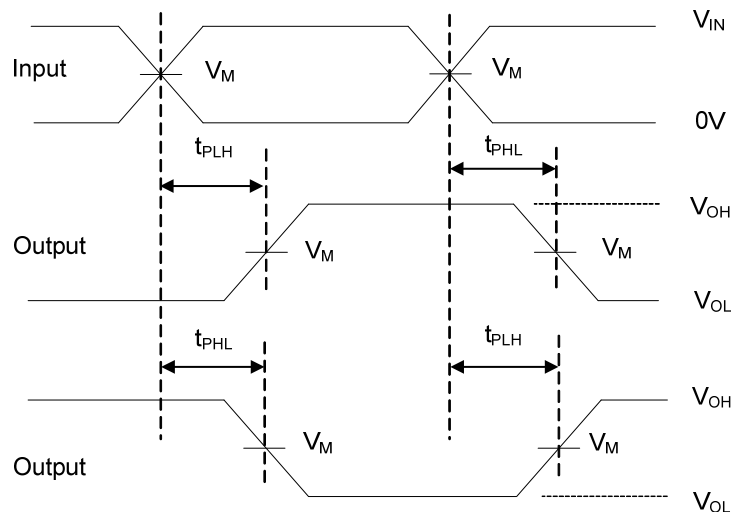 V_IN
Input
V_M
V_M
0V
t_PLH
t_PHL
V_OH
Output
V_M
V_M
V_OL
t_PHL
t_PLH
V_OH
V_M
V_M
Output
V_OL